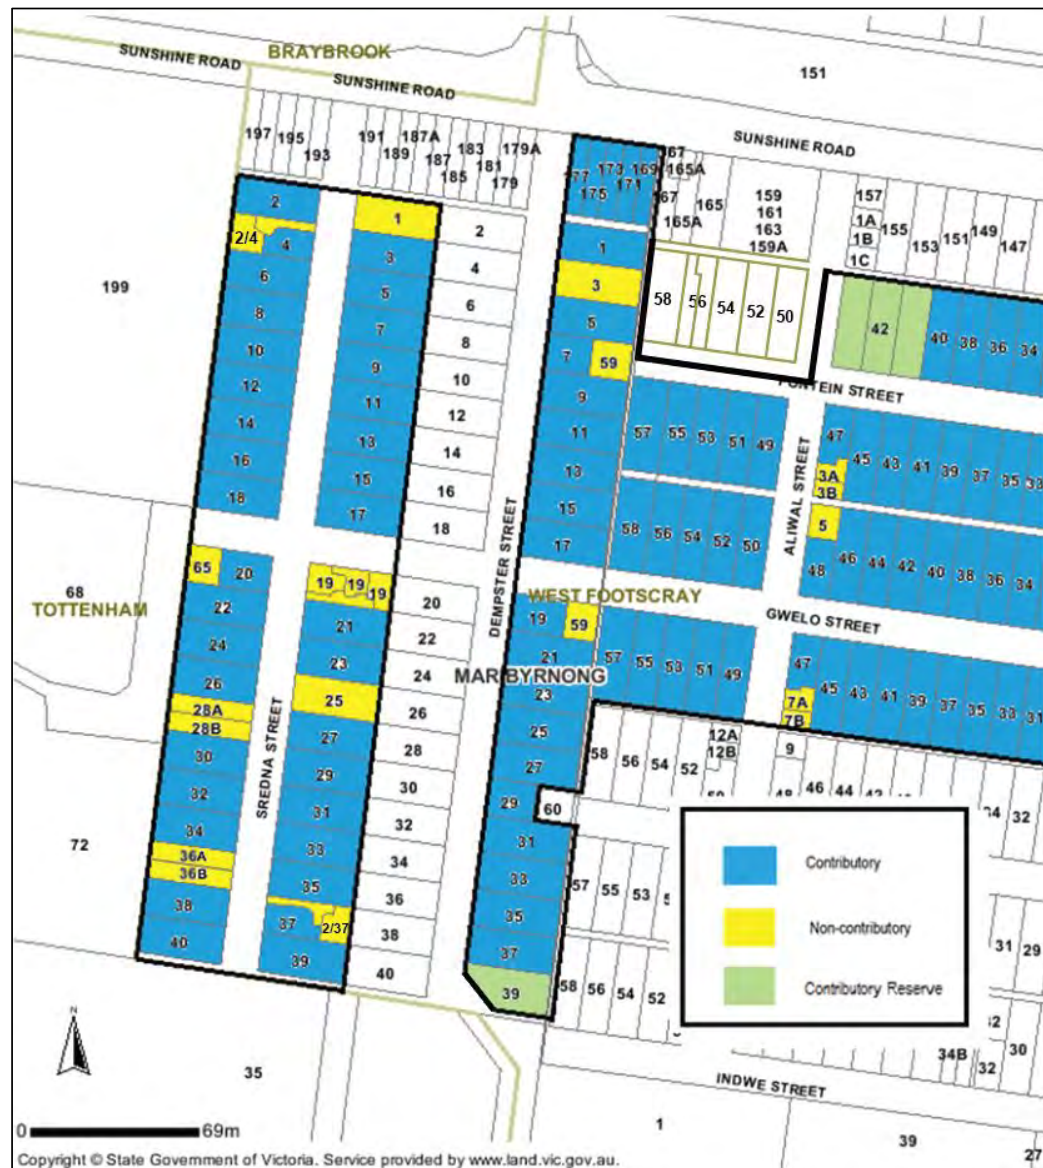 BRAYBROOK
SUNSHINE ROAD
SUNSHINE ROAD
151
SUNSHINE ROAD
197 195 193
191 189 187A 187 185 183 181 179A 179
177 175 173 171 169 167 165A
167 165A 165
159
161
163
159A
157
1A
1B
1C
155 153 151 149 147
2
2/4 4
6
8
10
12
14
16
18
1
3
5
7
9
11
13
15
17
2
4
6
8
10
12
14
16
18
1
3
5
7 59
9
11
13
15
17
58 56 54 52 50
42 40 38 36 34
199
57 55 53 51 49
47 45 43 41 39 37 35 33
3A
3B
ALIWAL STREET
58 56 54 52 50
5
48 46 44 42 40 38 36 34
GWELO STREET
DEMPSTER STREET
68
TOTTENHAM
WEST FOOTSCRAY
MARIBYRNONG
65 20
22
24
26
28A
28B
30
32
34
36A
36B
38
40
SREDNA STREET
19 19 19
21
23
25
27
29
31
33
35
37 2/37
39
20
22
24
26
28
30
32
34
36
38
40
19 59
21
23
25
27
29
31
33
35
37
39
57 55 53 51 49
47 45 43 41 39 37 35 33 31
7A
7B
9
12A
12B
58 56 54 52
46 44
32
60
57 55 53
58 56 54 52
31 29
30
34B 32
72
35
Contributory
Non-contributory
Contributory Reserve
INDWE STREET
1
39
27
N
0 69m
Copyright © State Government of Victoria. Service provided by www.land.vic.gov.au.